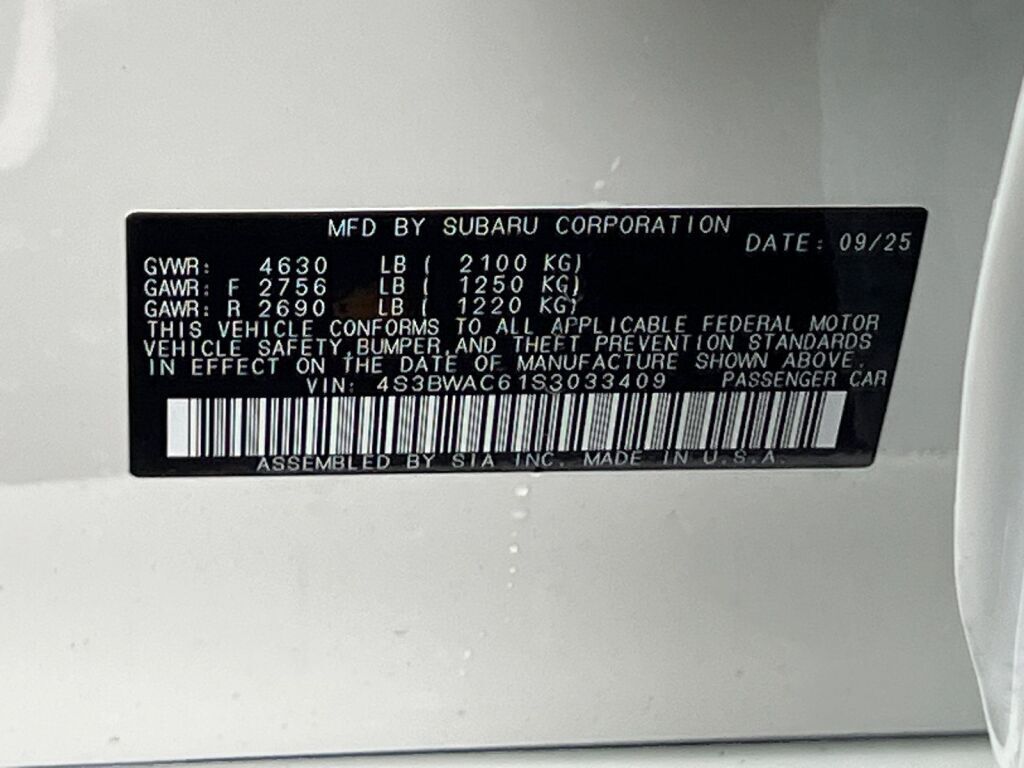 MFD BY SUBARU CORPORATION
DATE: 09/25
GVWR: 4630 LB ( 2100 KG)
GAWR: F 2756 LB ( 1250 KG)
GAWR: R 2690 LB ( 1220 KG)
THIS VEHICLE CONFORMS TO ALL APPLICABLE FEDERAL MOTOR
VEHICLE SAFETY,BUMPER,AND THEFT PREVENTION STANDARDS
IN EFFECT ON THE DATE OF MANUFACTURE SHOWN ABOVE.
VIN: 4S3BWAC61S3033409 PASSENGER CAR
ASSEMBLED BY SIA INC. MADE IN U.S.A.